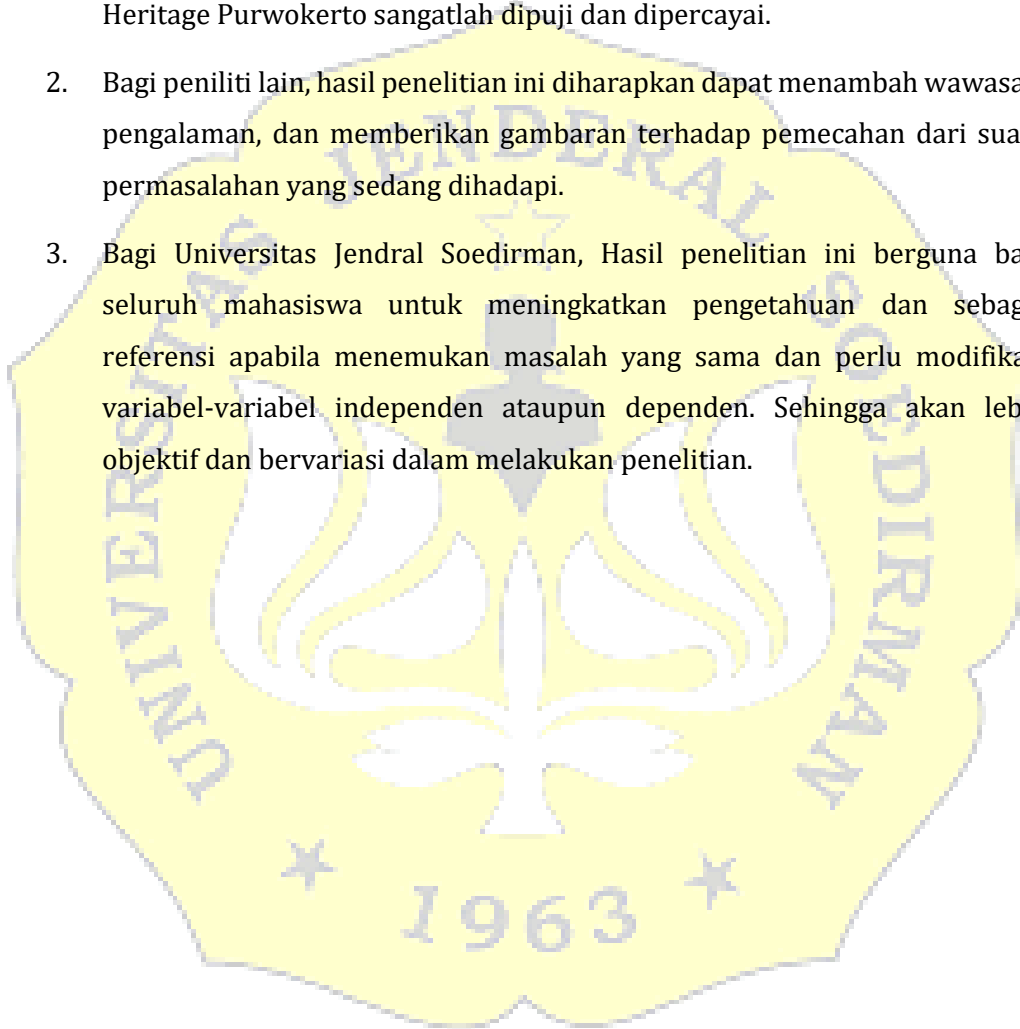 Heritage Purwokerto sangatlah dipuji dan dipercayai.
2. Bagi peniliti lain, hasil penelitian ini diharapkan dapat menambah wawasa
pengalaman, dan memberikan gambaran terhadap pemecahan dari sua
permasalahan yang sedang dihadapi.
3. Bagi Universitas Jendral Soedirman, Hasil penelitian ini berguna ba
seluruh mahasiswa untuk meningkatkan pengetahuan dan sebag
referensi apabila menemukan masalah yang sama dan perlu modifika
variabel-variabel independen ataupun dependen. Sehingga akan leb
objektif dan bervariasi dalam melakukan penelitian.
UNIVERSITAS JENDERAL SOEDIRMAN
1963